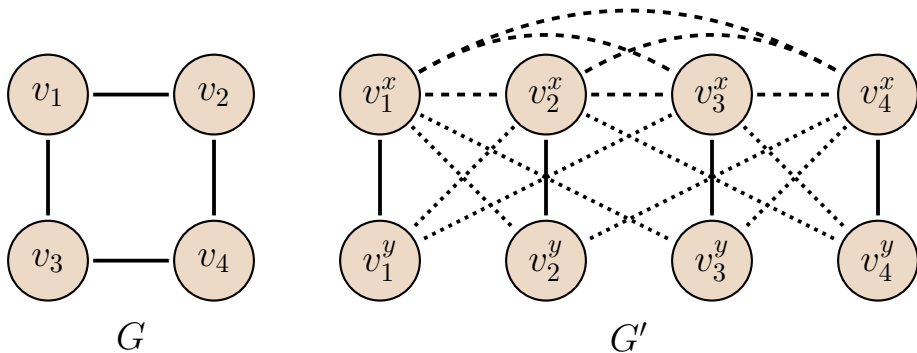 v₁ v₂ v₁ˣ v₂ˣ v₃ˣ v₄ˣ
v₃ v₄ v₁ʸ v₂ʸ v₃ʸ v₄ʸ
G G′